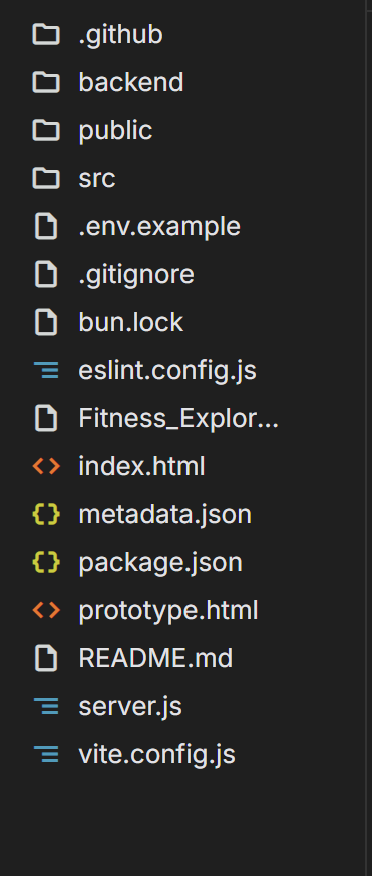 .github
backend
public
src
.env.example
.gitignore
bun.lock
eslint.config.js
Fitness_Explor...
index.html
metadata.json
package.json
prototype.html
README.md
server.js
vite.config.js